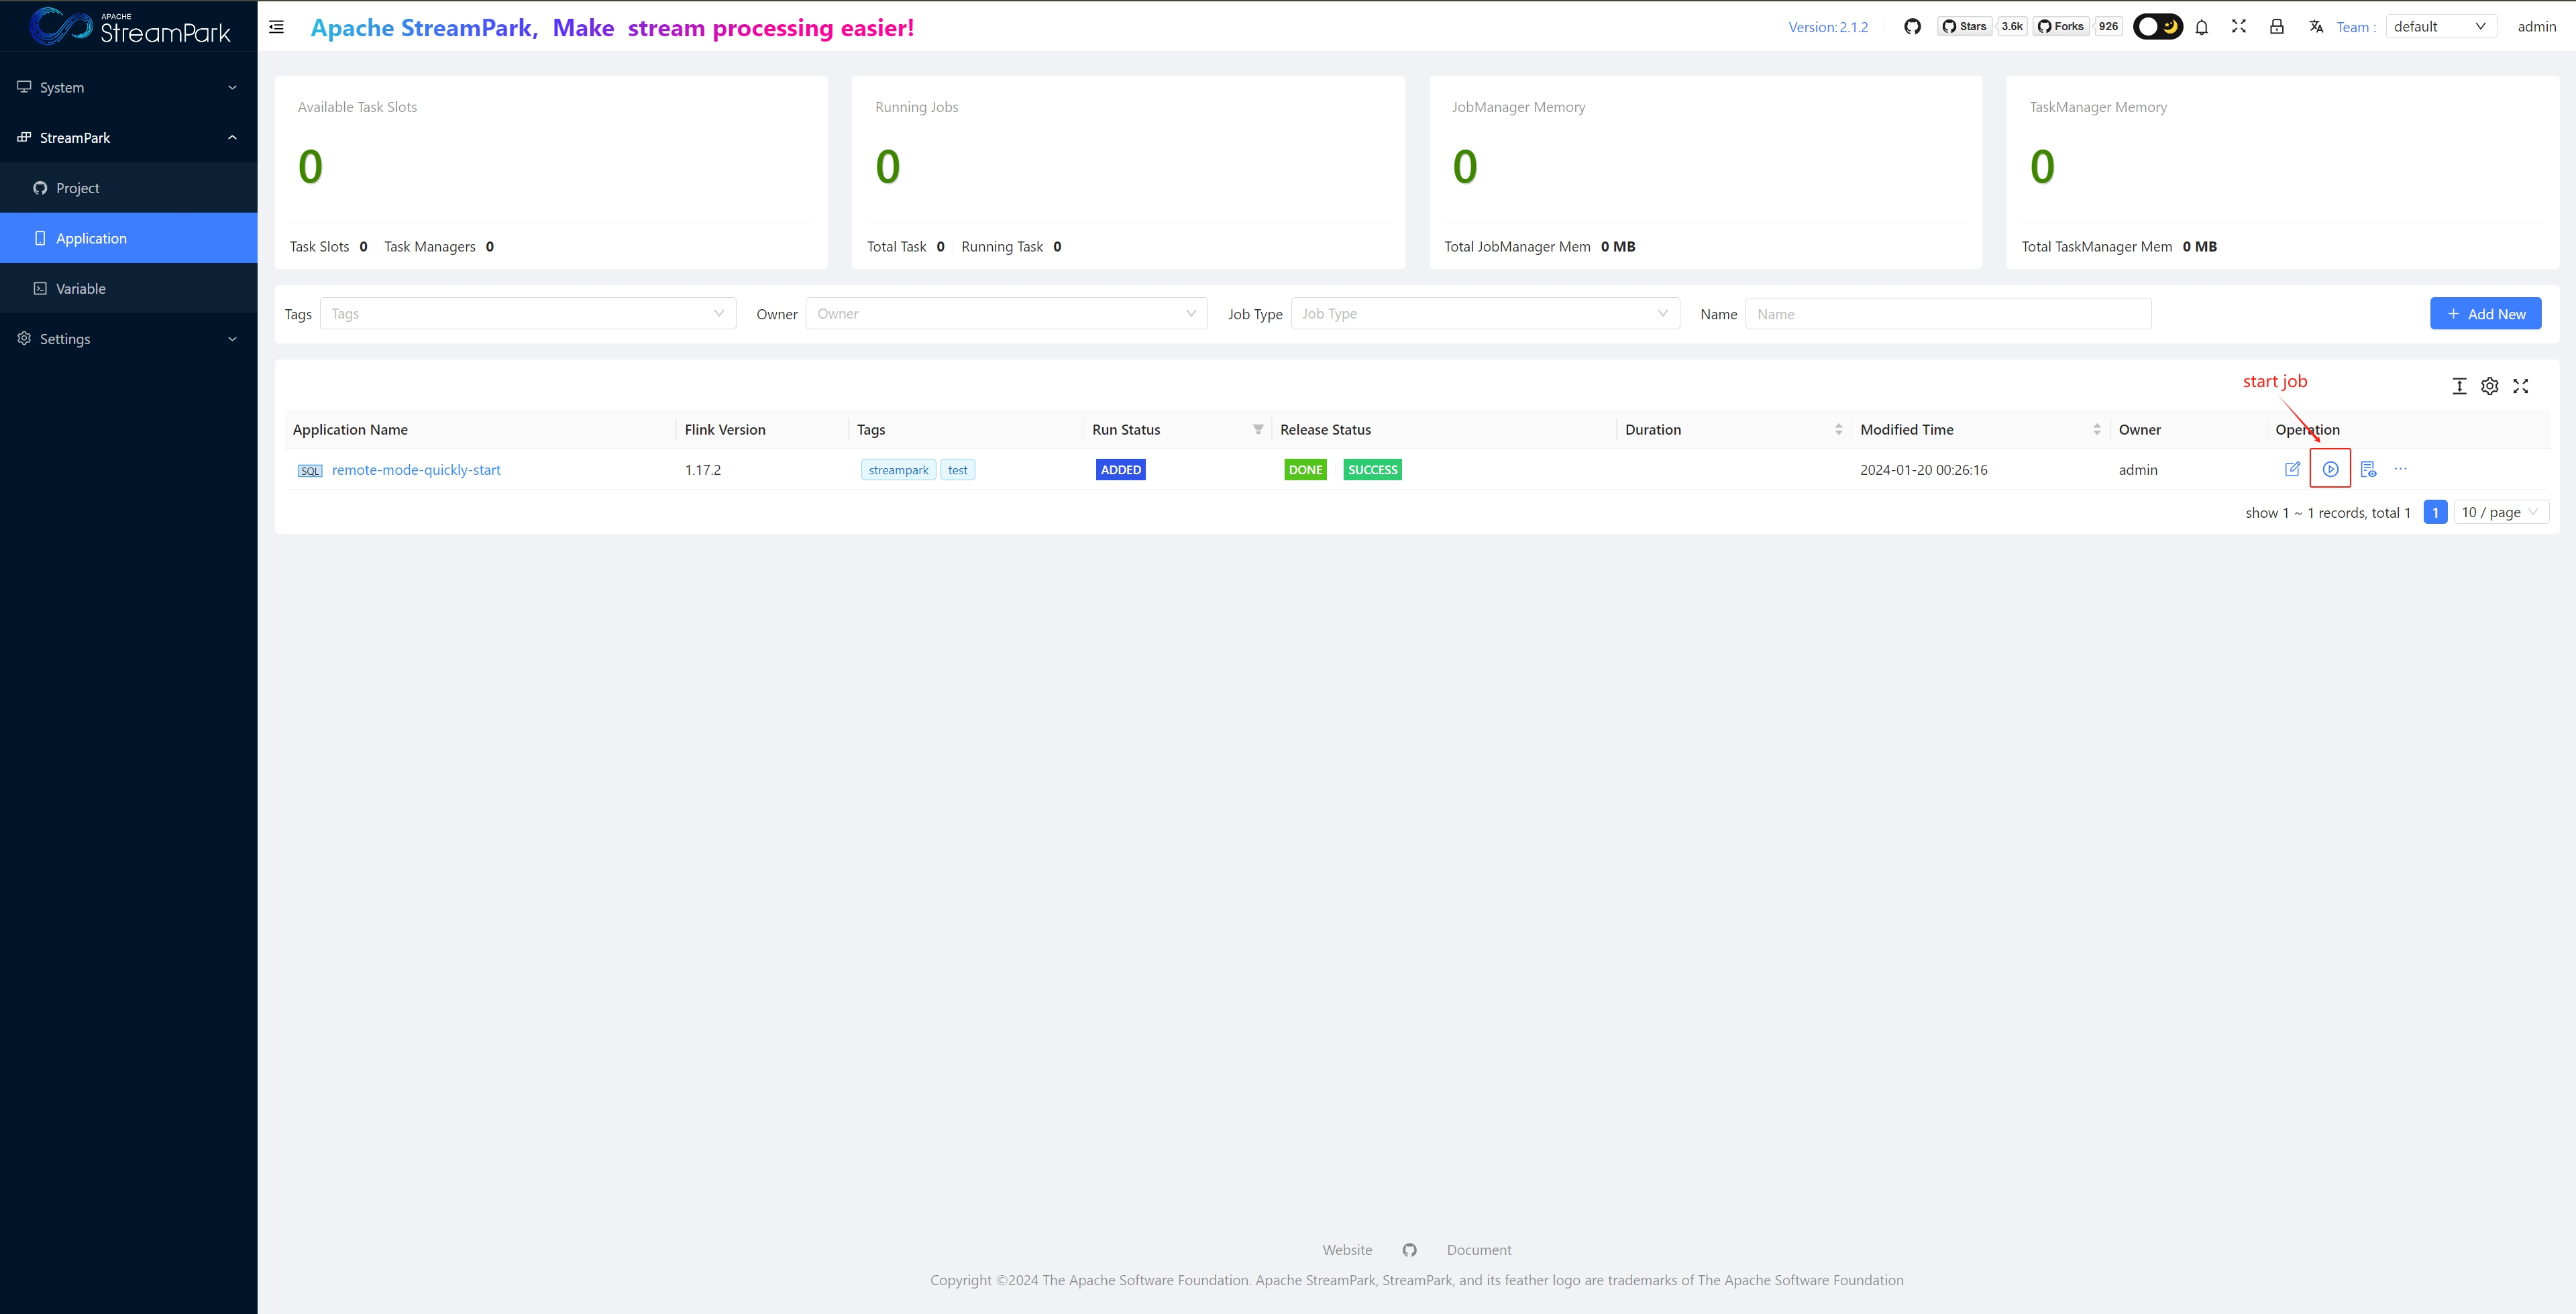 APACHE
StreamPark
Apache StreamPark, Make stream processing easier!
Version: 2.1.2
Stars 3.6k
Forks 926
Team : default
admin
System
StreamPark
Project
Application
Variable
Settings
Available Task Slots
0
Task Slots 0 Task Managers 0
Running Jobs
0
Total Task 0 Running Task 0
JobManager Memory
0
Total JobManager Mem 0 MB
TaskManager Memory
0
Total TaskManager Mem 0 MB
Tags Tags Owner Owner Job Type Job Type Name Name + Add New
start job
Application Name Flink Version Tags Run Status Release Status Duration Modified Time Owner Operation
SQL remote-mode-quickly-start 1.17.2 streampark test ADDED DONE SUCCESS 2024-01-20 00:26:16 admin ···
show 1 ~ 1 records, total 1 1 10 / page
Website Document
Copyright ©2024 The Apache Software Foundation. Apache StreamPark, StreamPark, and its feather logo are trademarks of The Apache Software Foundation